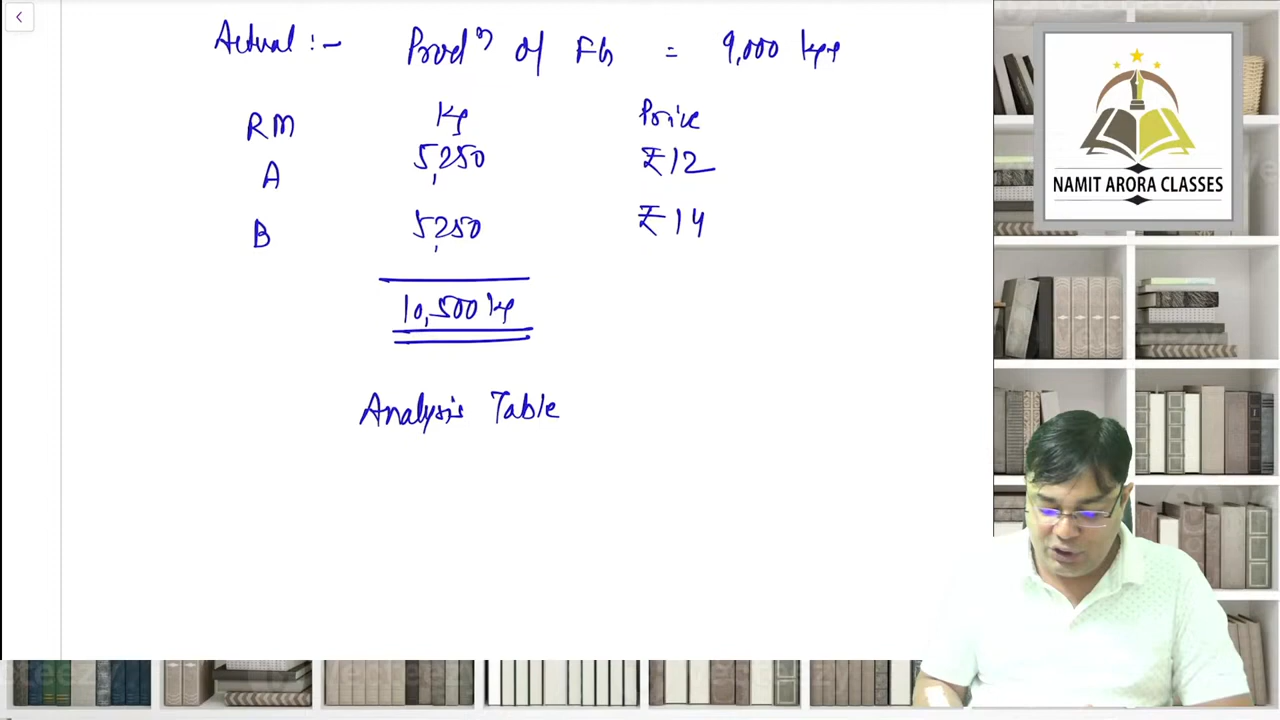 Actual :- Prodⁿ of FG = 9,000 kgs
RM Kg Price
A 5,250 ₹12
B 5,250 ₹14
10,500 kg
Analysis Table
NAMIT ARORA CLASSES